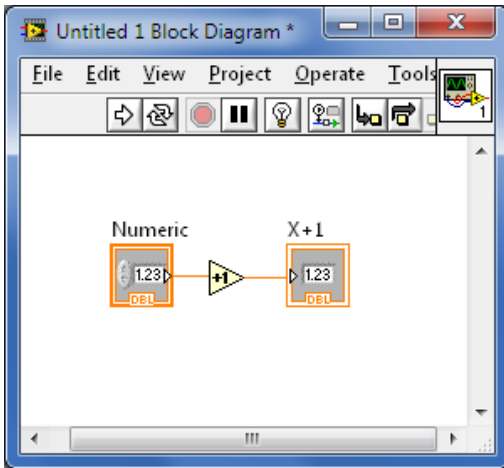 Untitled 1 Block Diagram *
File Edit View Project Operate Tools
1
Numeric X+1
1.23 +1 1.23
DBL DBL